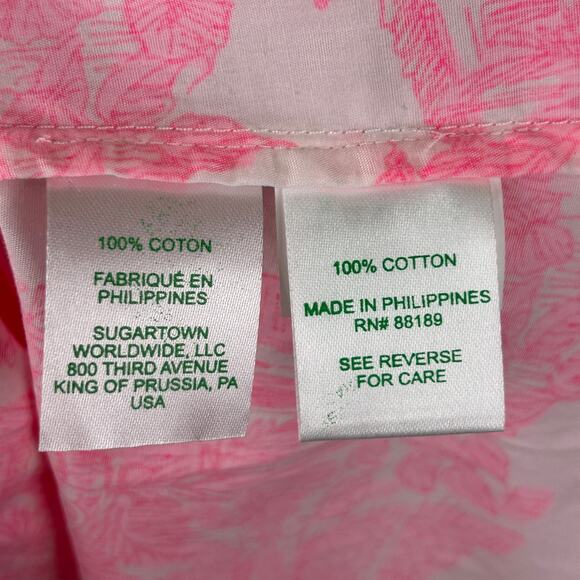 100% COTON
FABRIQUÉ EN
PHILIPPINES
SUGARTOWN
WORLDWIDE, LLC
800 THIRD AVENUE
KING OF PRUSSIA, PA
USA
100% COTTON
MADE IN PHILIPPINES
RN# 88189
SEE REVERSE
FOR CARE